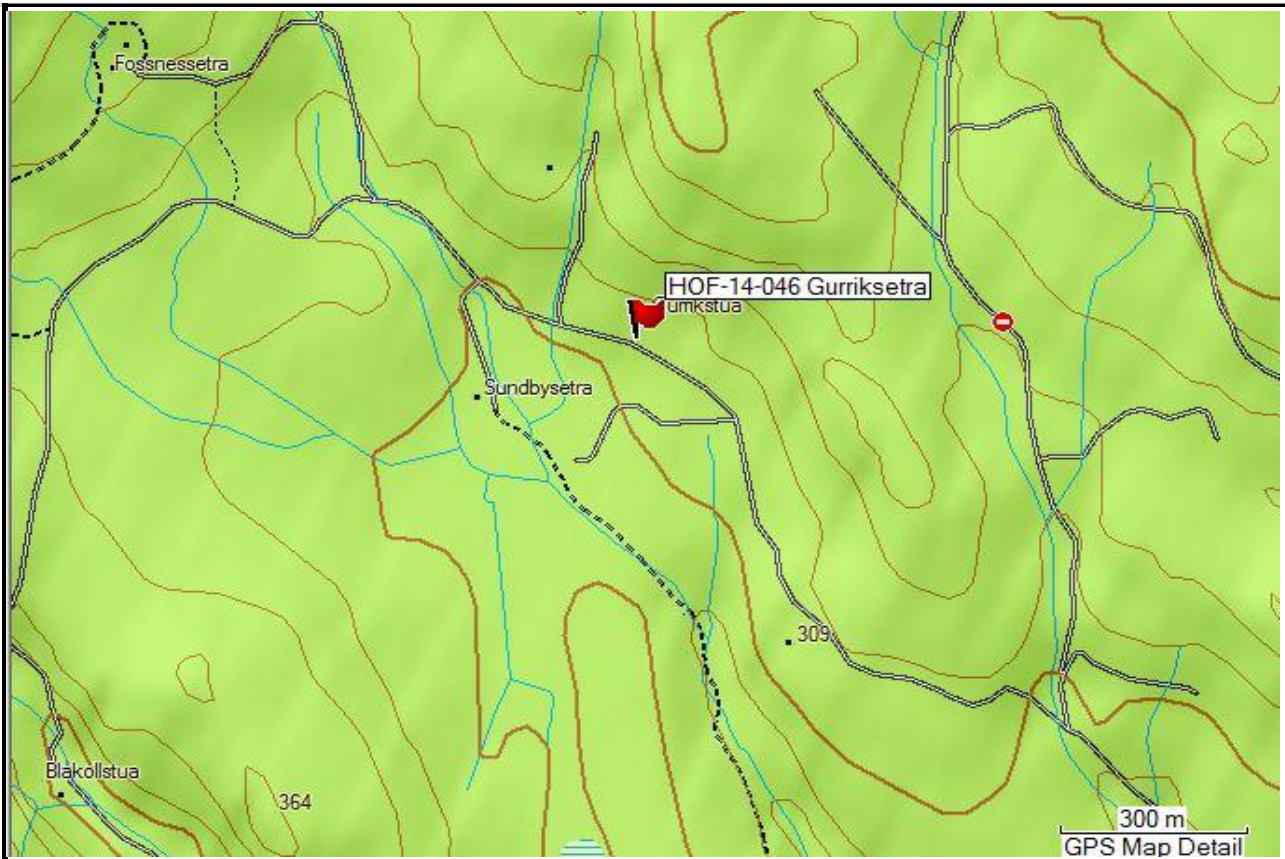 Fossnessetra
HOF-14-046 Gurriksetra
umkstua
Sundbysetra
309
Blåkollstua
364
300 m
GPS Map Detail